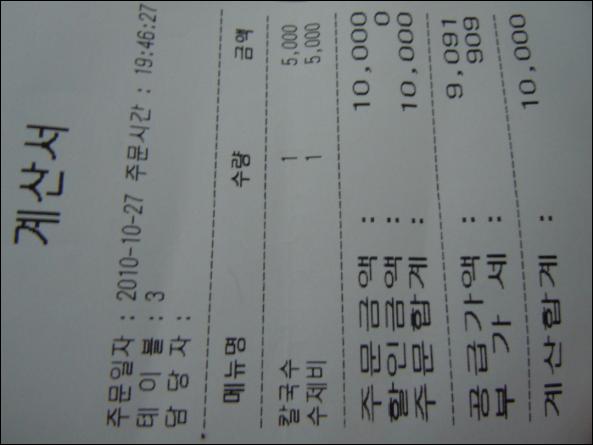 계산서
주문일자 : 2010-10-27 주문시간 : 19:46:27
테 이 블 : 3
담 당 자 :
메뉴명 수량 금액
칼국수 1 5,000
수제비 1 5,000
주문금액 : 10,000
할인금액 : 0
주문합계 : 10,000
공급가액 : 9,091
부 가 세 : 909
계산합계 : 10,000